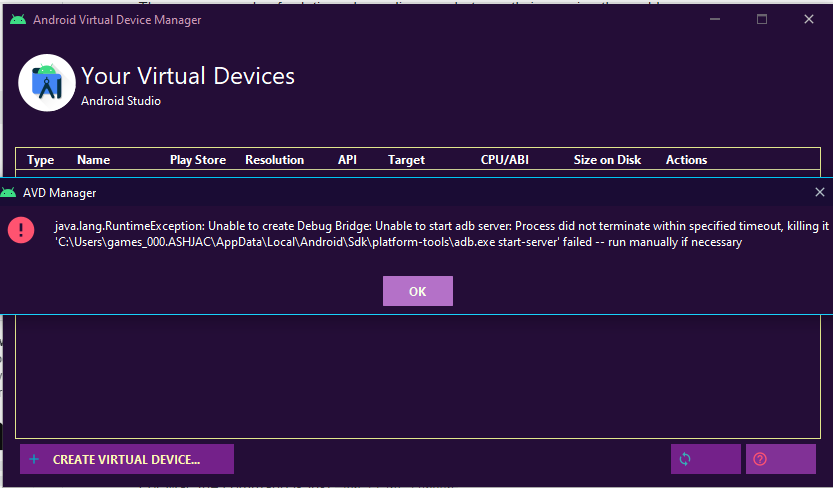 Android Virtual Device Manager
Your Virtual Devices
Android Studio
Type Name Play Store Resolution API Target CPU/ABI Size on Disk Actions
AVD Manager
java.lang.RuntimeException: Unable to create Debug Bridge: Unable to start adb server: Process did not terminate within specified timeout, killing it
'C:\Users\games_000.ASHJAC\AppData\Local\Android\Sdk\platform-tools\adb.exe start-server' failed -- run manually if necessary
OK
+ CREATE VIRTUAL DEVICE...
?